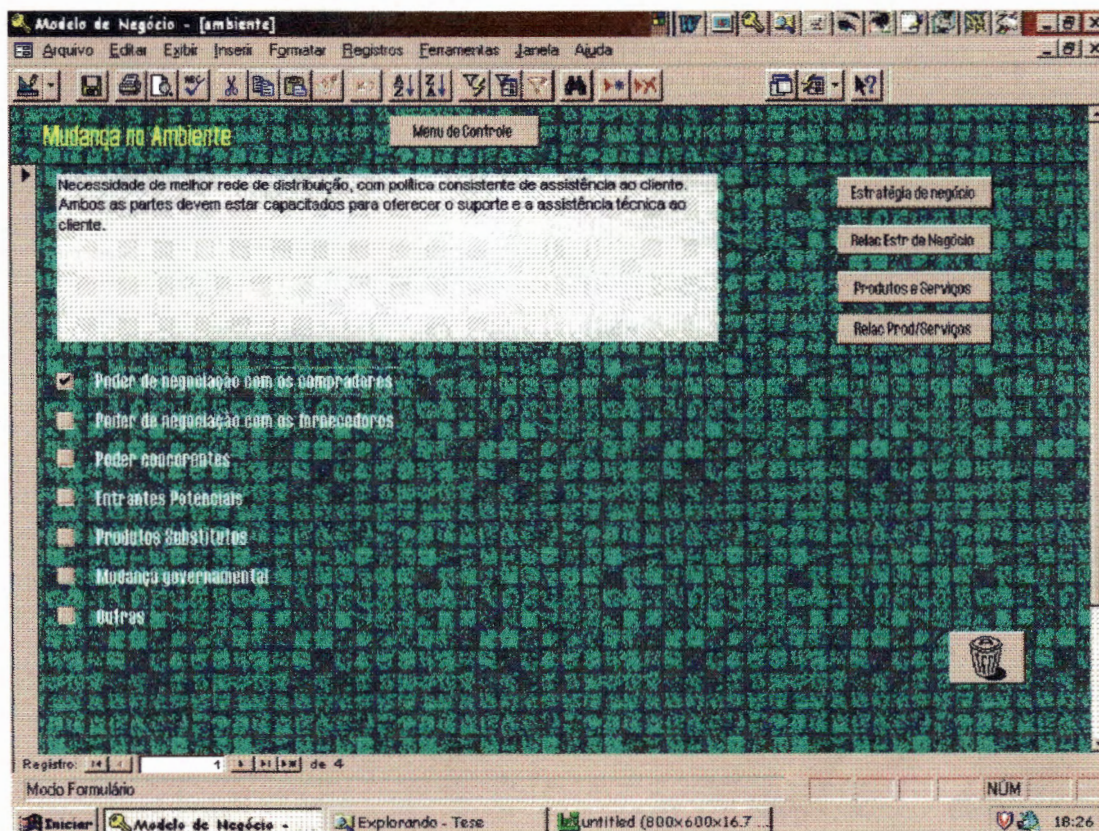 Modelo de Negócio - [ambiente]
Arquivo Editar Exibir Inserir Formatar Registros Ferramentas Janela Ajuda
Mudança no Ambiente
Menu de Controle
Necessidade de melhor rede de distribuição, com política consistente de assistência ao cliente.
Ambos as partes devem estar capacitados para oferecer o suporte e a assistência técnica ao
cliente.
Estratégia de negócio
Relac Estr de Negócio
Produtos e Serviços
Relac Prod/Serviços
Poder de negociação com os compradores
Poder de negociação com os fornecedores
Poder concorrentes
Entrantes Potenciais
Produtos Substitutos
Mudança governamental
Outras
Registro: 1 de 4
Modo Formulário NÚM
Iniciar Modelo de Negócio - Explorando - Tese untitled (800x600x16.7 ... 18:26